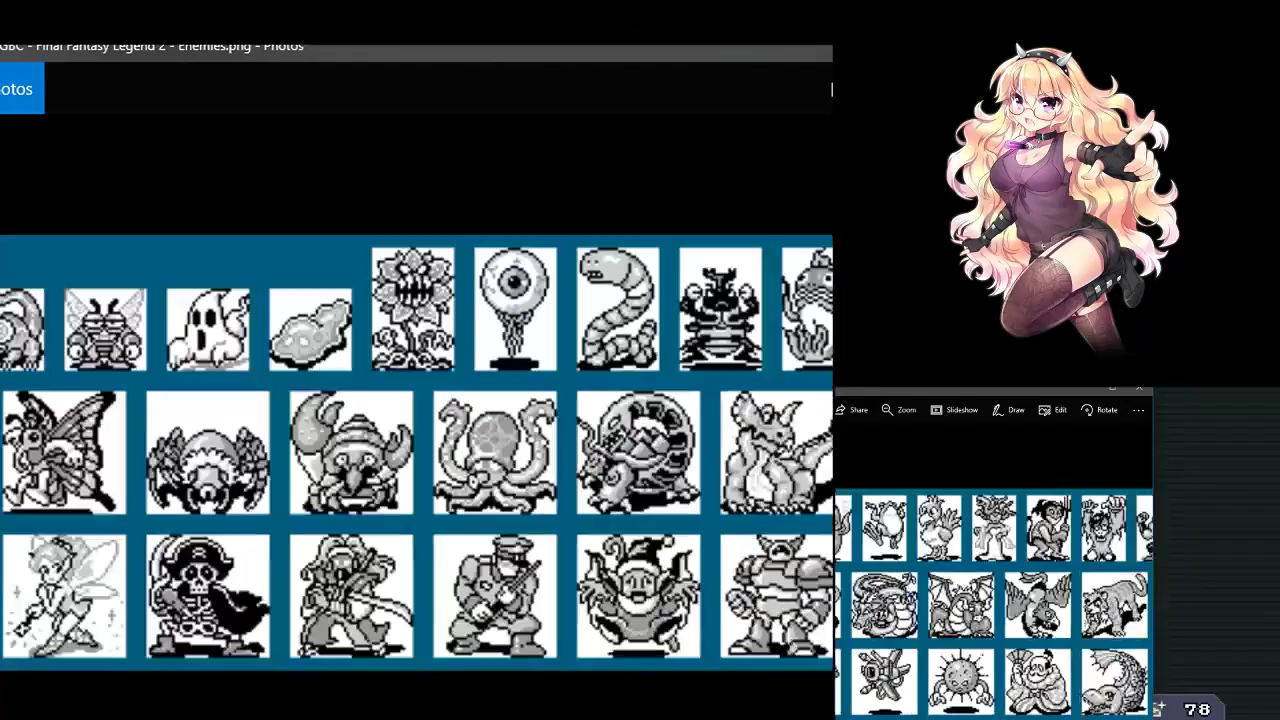 GBC - Final Fantasy Legend 2 - Enemies.png - Photos
otos
Share Zoom Slideshow Draw Edit Rotate ...
78